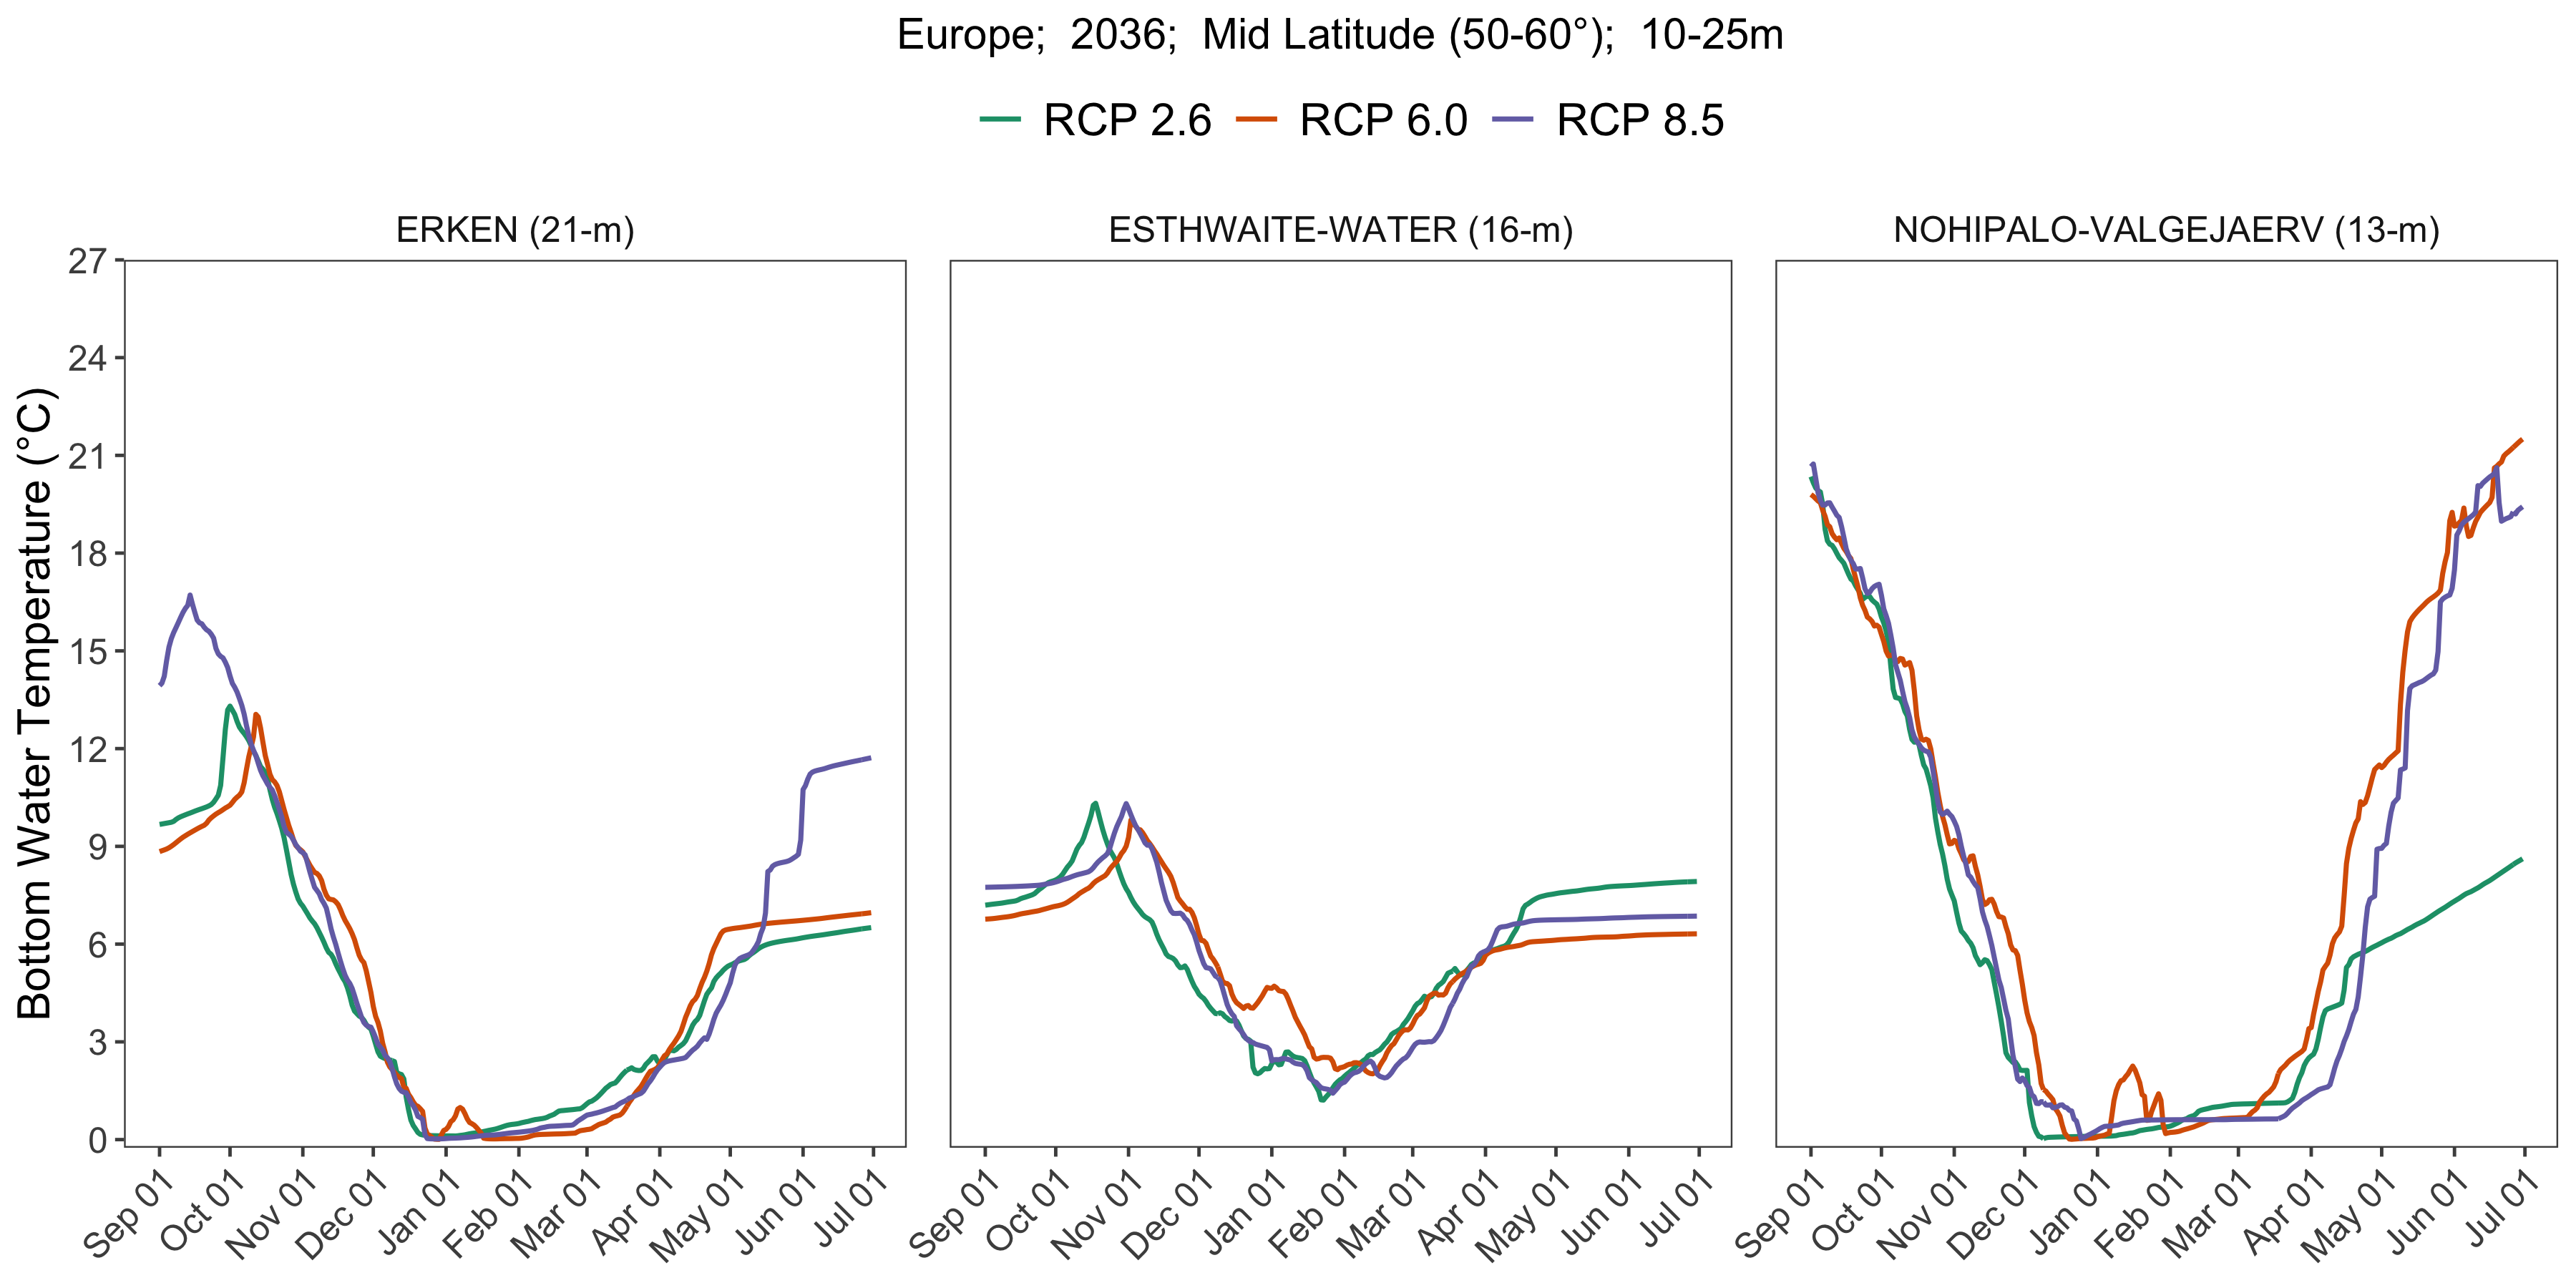 Europe;  2036;  Mid Latitude (50-60°);  10-25m
RCP 2.6 RCP 6.0 RCP 8.5
ERKEN (21-m) ESTHWAITE-WATER (16-m) NOHIPALO-VALGEJAERV (13-m)
Bottom Water Temperature (°C)
27
24
21
18
15
12
9
6
3
0
Sep 01 Oct 01 Nov 01 Dec 01 Jan 01 Feb 01 Mar 01 Apr 01 May 01 Jun 01 Jul 01
Sep 01 Oct 01 Nov 01 Dec 01 Jan 01 Feb 01 Mar 01 Apr 01 May 01 Jun 01 Jul 01
Sep 01 Oct 01 Nov 01 Dec 01 Jan 01 Feb 01 Mar 01 Apr 01 May 01 Jun 01 Jul 01